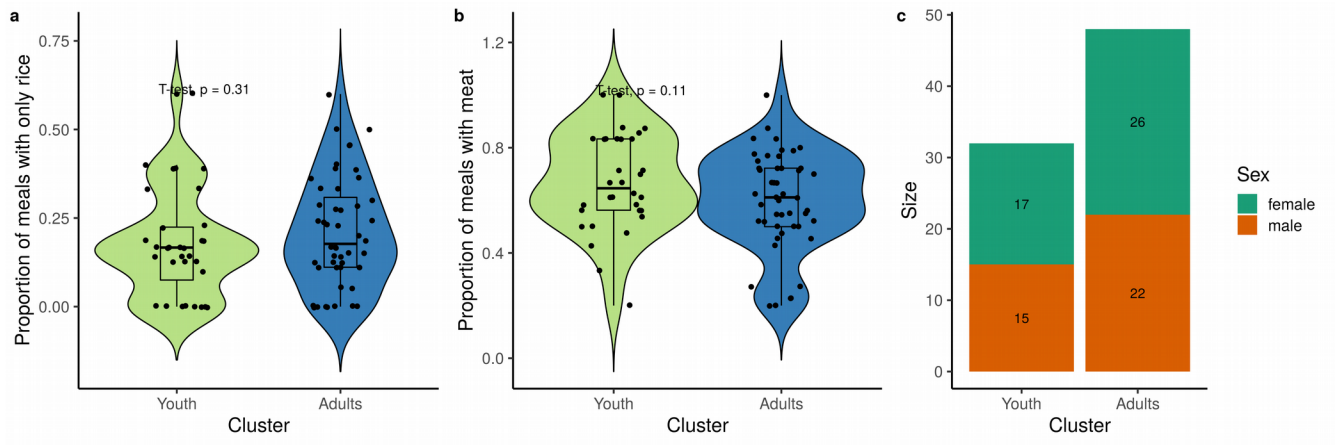 a
Proportion of meals with only rice
0.75
0.50
0.25
0.00
T-test, p = 0.31
Youth
Adults
Cluster
b
Proportion of meals with meat
1.2
0.8
0.4
0.0
T-test, p = 0.11
Youth
Adults
Cluster
c
Size
50
40
30
20
10
0
17
15
26
22
Youth
Adults
Cluster
Sex
female
male